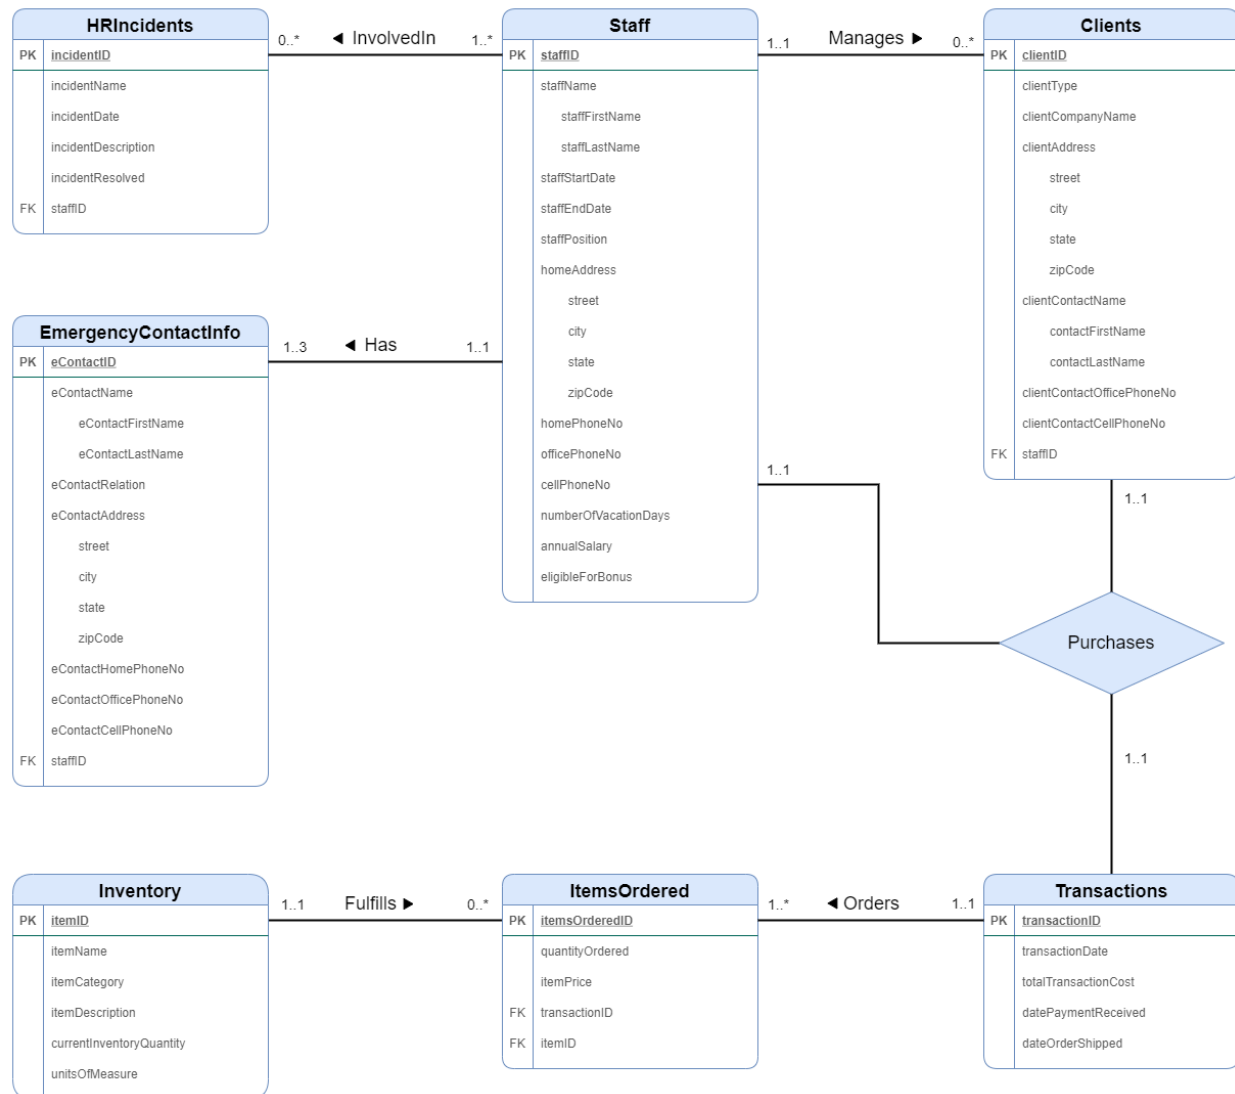 HRIncidents
PK incidentID
incidentName
incidentDate
incidentDescription
incidentResolved
FK staffID
0..* ◄ InvolvedIn 1..*
Staff
PK staffID
staffName
staffFirstName
staffLastName
staffStartDate
staffEndDate
staffPosition
homeAddress
street
city
state
zipCode
homePhoneNo
officePhoneNo
cellPhoneNo
numberOfVacationDays
annualSalary
eligibleForBonus
1..1 Manages ► 0..*
Clients
PK clientID
clientType
clientCompanyName
clientAddress
street
city
state
zipCode
clientContactName
contactFirstName
contactLastName
clientContactOfficePhoneNo
clientContactCellPhoneNo
FK staffID
EmergencyContactInfo
PK eContactID
eContactName
eContactFirstName
eContactLastName
eContactRelation
eContactAddress
street
city
state
zipCode
eContactHomePhoneNo
eContactOfficePhoneNo
eContactCellPhoneNo
FK staffID
1..3 ◄ Has 1..1
1..1
1..1
Purchases
1..1
Inventory
PK itemID
itemName
itemCategory
itemDescription
currentInventoryQuantity
unitsOfMeasure
1..1 Fulfills ► 0..*
ItemsOrdered
PK itemsOrderedID
quantityOrdered
itemPrice
FK transactionID
FK itemID
1..* ◄ Orders 1..1
Transactions
PK transactionID
transactionDate
totalTransactionCost
datePaymentReceived
dateOrderShipped